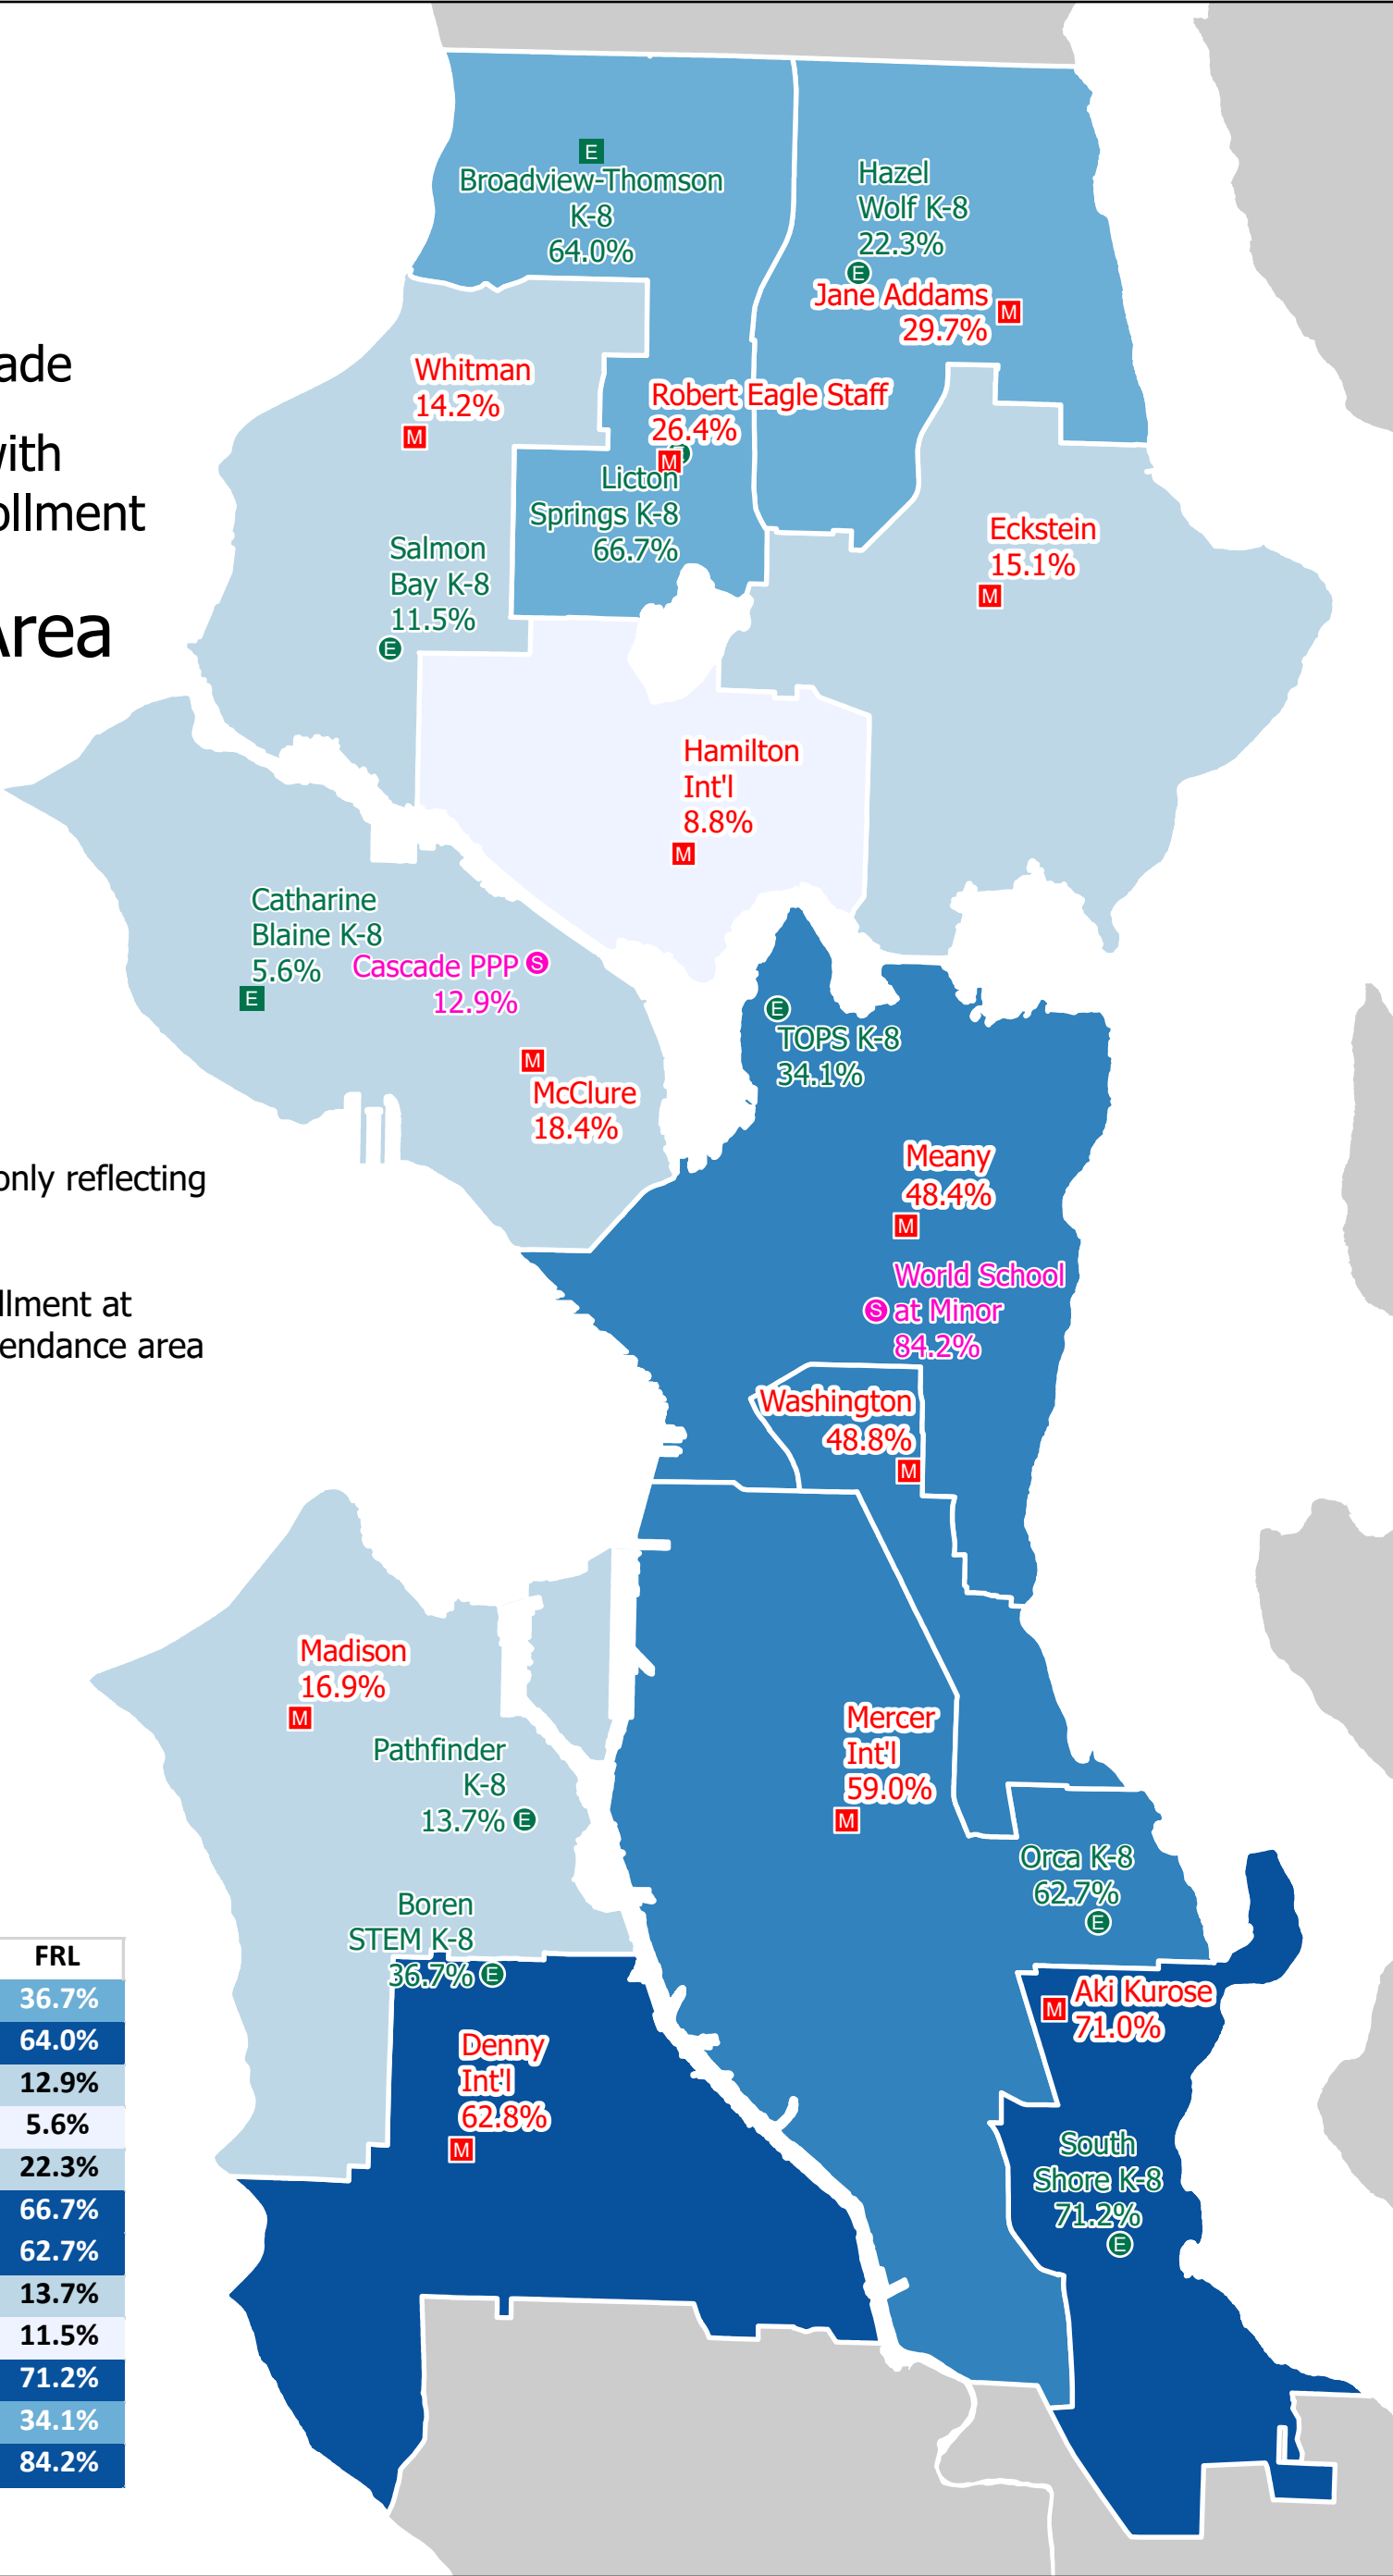 ade
with
ollment
Area
only reflecting
llment at
endance area
E
Broadview-Thomson
K-8
64.0%
Hazel
Wolf K-8
22.3%
E
Jane Addams
29.7%
M
Whitman
14.2%
M
Robert Eagle Staff
26.4%
M
Licton
Springs K-8
66.7%
Eckstein
15.1%
M
Salmon
Bay K-8
11.5%
E
Hamilton
Int'l
8.8%
M
Catharine
Blaine K-8
5.6%
E
Cascade PPP
12.9%
S
M
McClure
18.4%
E
TOPS K-8
34.1%
Meany
48.4%
M
World School
at Minor
84.2%
S
Washington
48.8%
M
Madison
16.9%
M
Pathfinder
K-8
13.7%
E
Mercer
Int'l
59.0%
M
Orca K-8
62.7%
E
Boren
STEM K-8
36.7%
E
Aki Kurose
71.0%
M
Denny
Int'l
62.8%
M
South
Shore K-8
71.2%
E
FRL
36.7%
64.0%
12.9%
5.6%
22.3%
66.7%
62.7%
13.7%
11.5%
71.2%
34.1%
84.2%